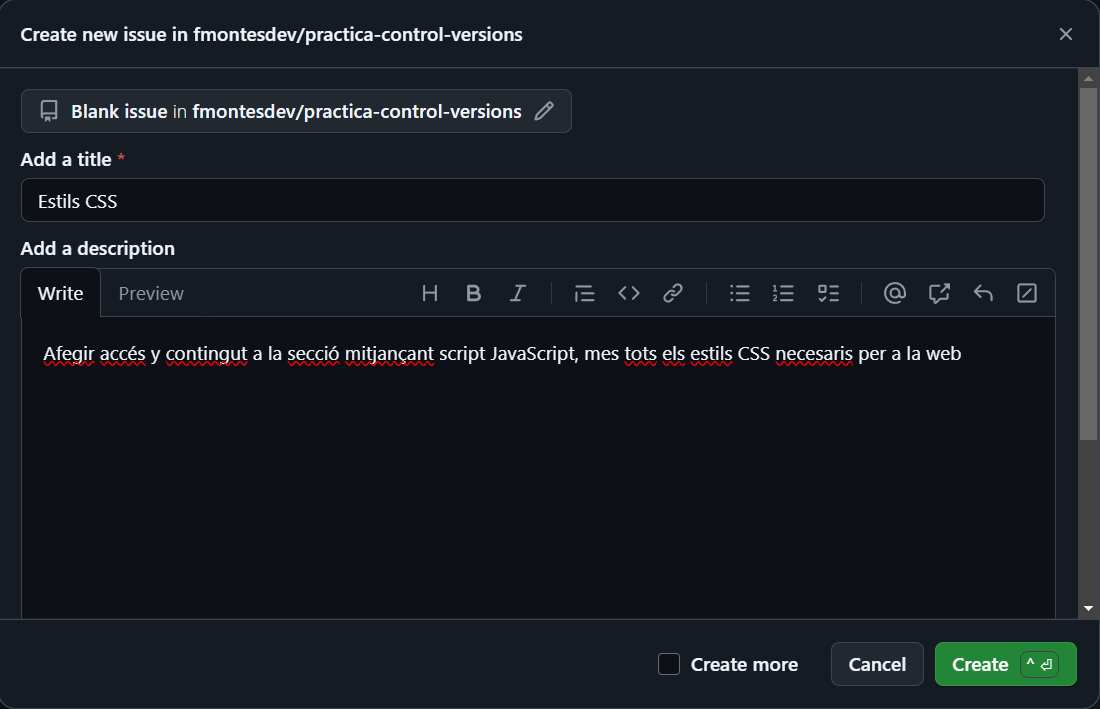 Create new issue in fmontesdev/practica-control-versions
Blank issue in fmontesdev/practica-control-versions
Add a title *
Estils CSS
Add a description
Write Preview
Afegir accés y contingut a la secció mitjançant script JavaScript, mes tots els estils CSS necesaris per a la web
Create more Cancel Create ^ ⏎